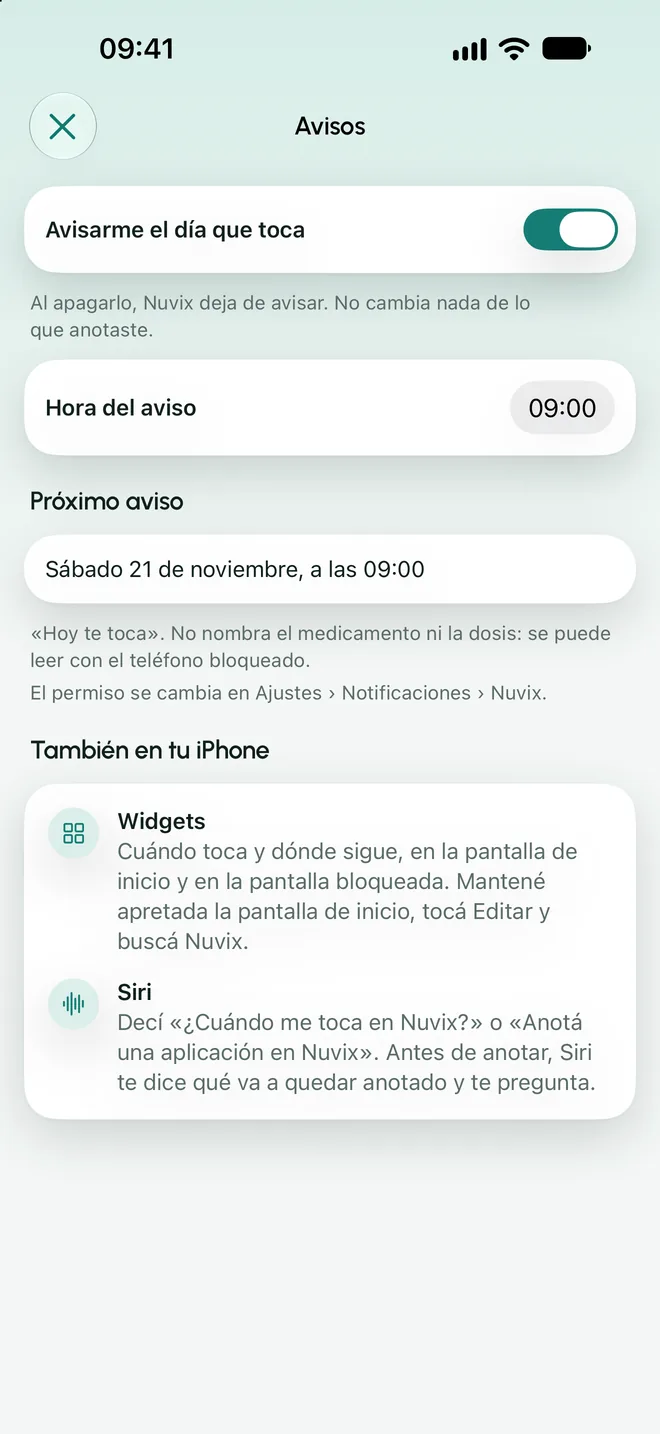 09:41
Avisos
Avisarme el día que toca
Al apagarlo, Nuvix deja de avisar. No cambia nada de lo
que anotaste.
Hora del aviso
09:00
Próximo aviso
Sábado 21 de noviembre, a las 09:00
«Hoy te toca». No nombra el medicamento ni la dosis: se puede
leer con el teléfono bloqueado.
El permiso se cambia en Ajustes › Notificaciones › Nuvix.
También en tu iPhone
Widgets
Cuándo toca y dónde sigue, en la pantalla de
inicio y en la pantalla bloqueada. Mantené
apretada la pantalla de inicio, tocá Editar y
buscá Nuvix.
Siri
Decí «¿Cuándo me toca en Nuvix?» o «Anotá
una aplicación en Nuvix». Antes de anotar, Siri
te dice qué va a quedar anotado y te pregunta.